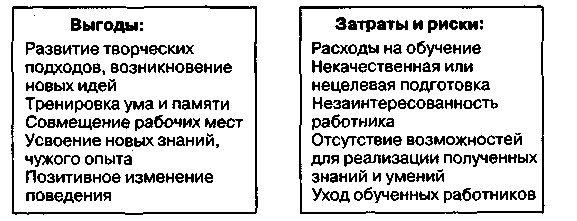 Выгоды:
Развитие творческих
подходов, возникновение
новых идей
Тренировка ума и памяти
Совмещение рабочих мест
Усвоение новых знаний,
чужого опыта
Позитивное изменение
поведения
Затраты и риски:
Расходы на обучение
Некачественная или
нецелевая подготовка
Незаинтересованность
работника
Отсутствие возможностей
для реализации полученных
знаний и умений
Уход обученных работников